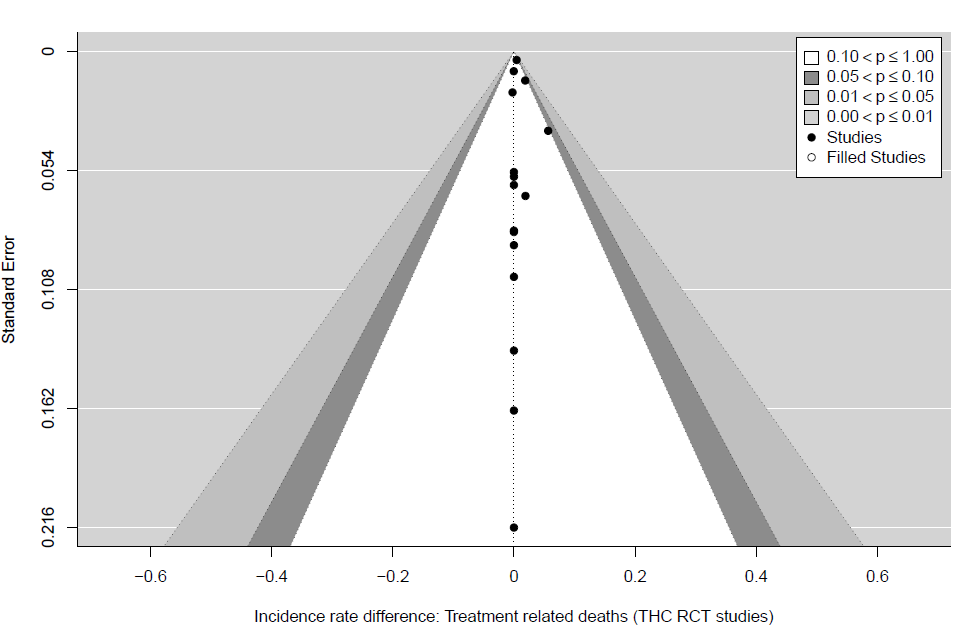 0.10 < p ≤ 1.00
0.05 < p ≤ 0.10
0.01 < p ≤ 0.05
0.00 < p ≤ 0.01
Studies
Filled Studies
Standard Error
0
0.054
0.108
0.162
0.216
−0.6 −0.4 −0.2 0 0.2 0.4 0.6
Incidence rate difference: Treatment related deaths (THC RCT studies)